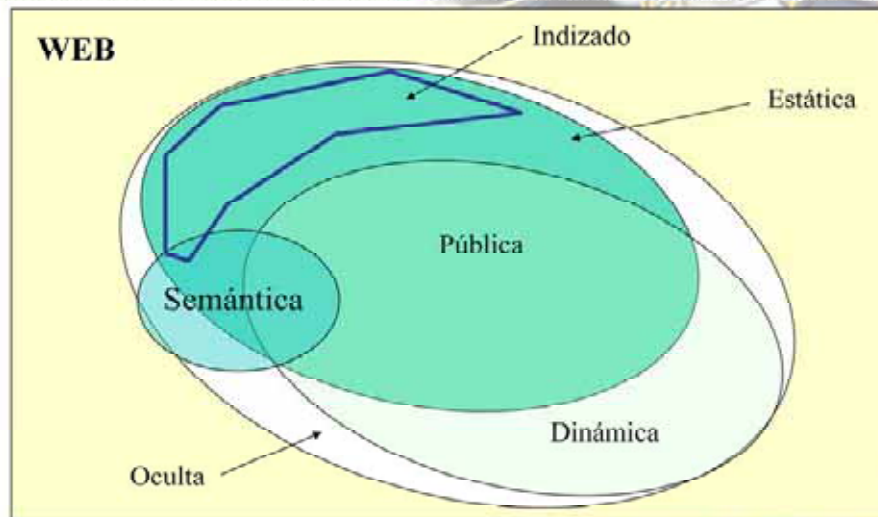 WEB
Indizado
Estática
Pública
Semántica
Dinámica
Oculta